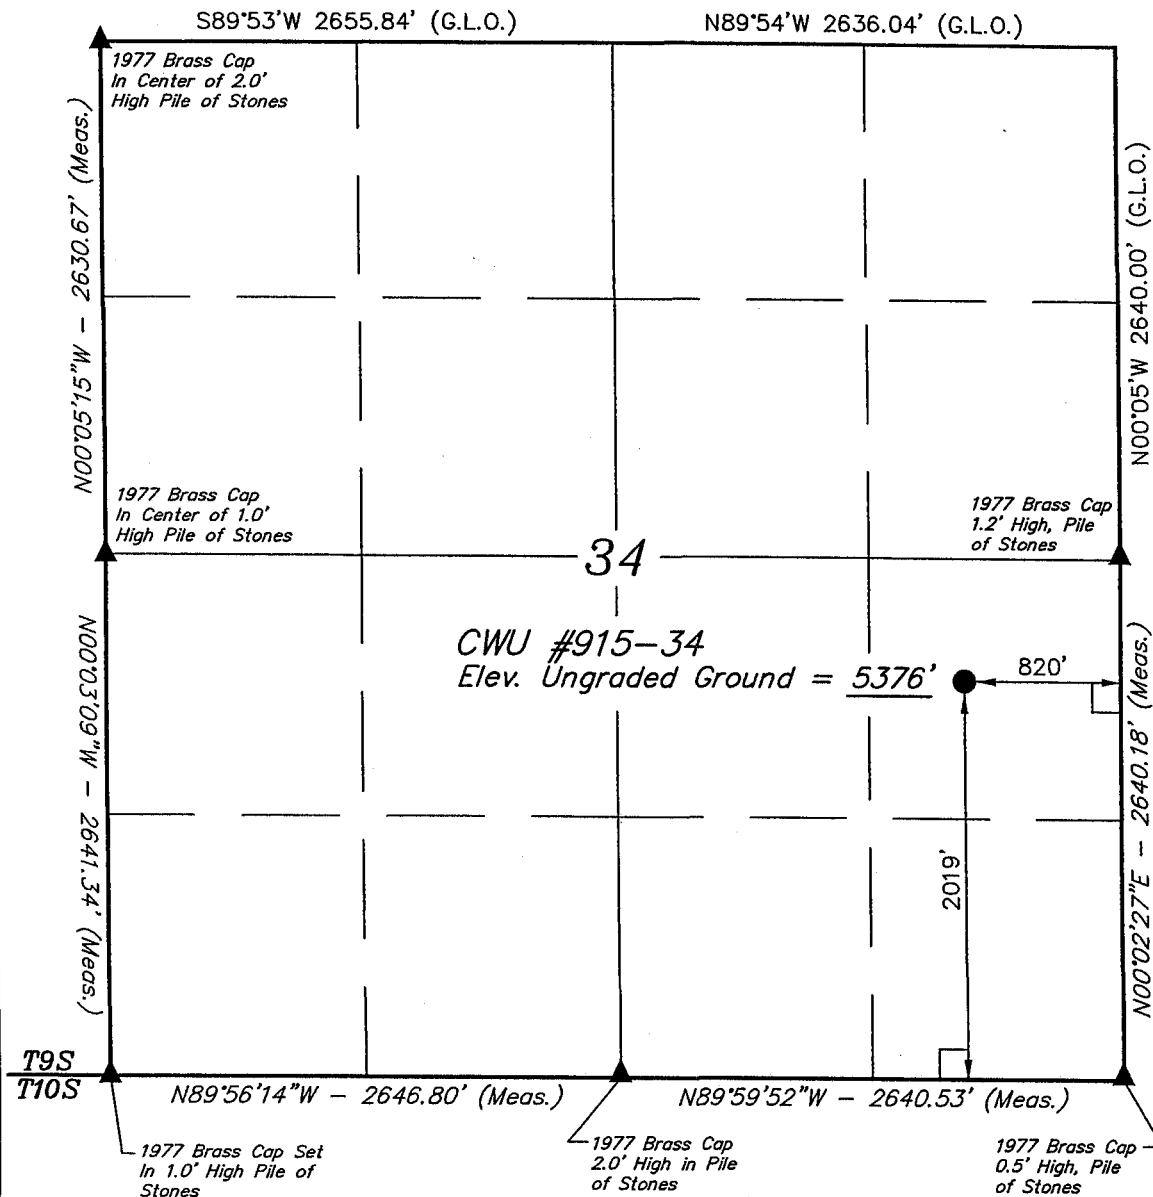 S89°53'W 2655.84' (G.L.O.)
N89°54'W 2636.04' (G.L.O.)
1977 Brass Cap
In Center of 2.0'
High Pile of Stones
N00°05'15"W - 2630.67' (Meas.)
N00°05'W 2640.00' (G.L.O.)
1977 Brass Cap
In Center of 1.0'
High Pile of Stones
1977 Brass Cap
1.2' High, Pile
of Stones
34
CWU #915-34
Elev. Ungraded Ground = 5376'
820'
N00°03'09"W - 2641.34' (Meas.)
2019'
N00°02'27"E - 2640.18' (Meas.)
T9S
T10S
N89°56'14"W - 2646.80' (Meas.)
N89°59'52"W - 2640.53' (Meas.)
1977 Brass Cap Set
In 1.0' High Pile of
Stones
1977 Brass Cap
2.0' High in Pile
of Stones
1977 Brass Cap
0.5' High, Pile
of Stones